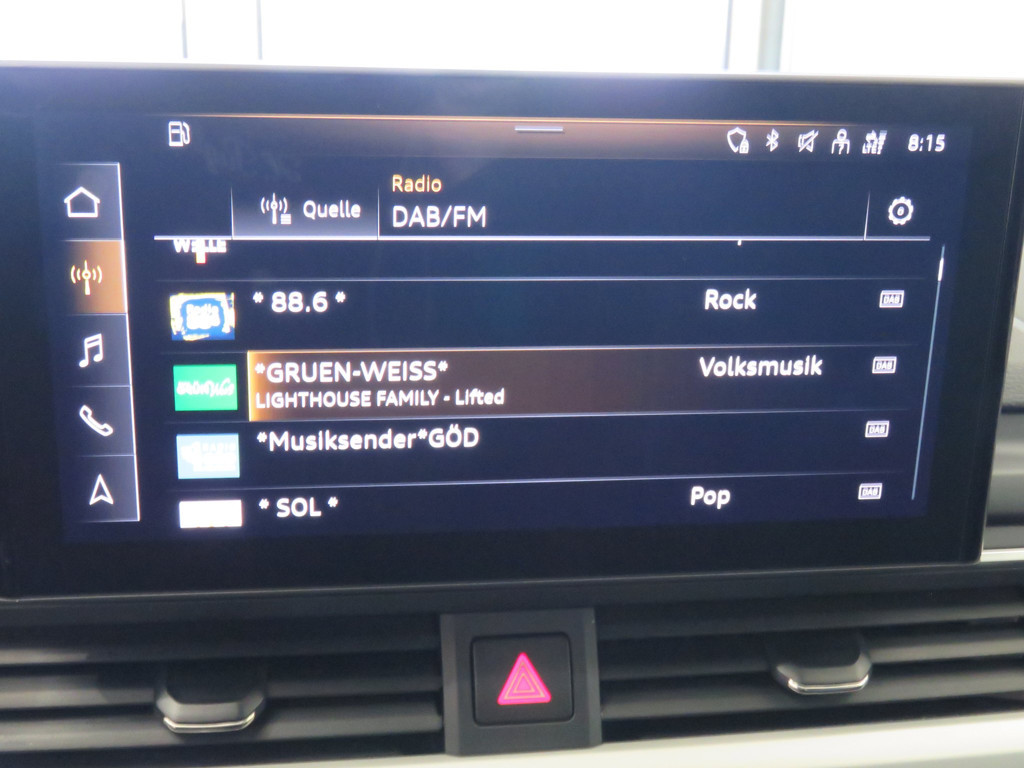 8:15
Quelle
Radio
DAB/FM
WELLE
* 88.6 *
Rock
DAB
*GRUEN-WEISS*
Volksmusik
DAB
LIGHTHOUSE FAMILY - Lifted
*Musiksender*GÖD
DAB
* SOL *
Pop
DAB